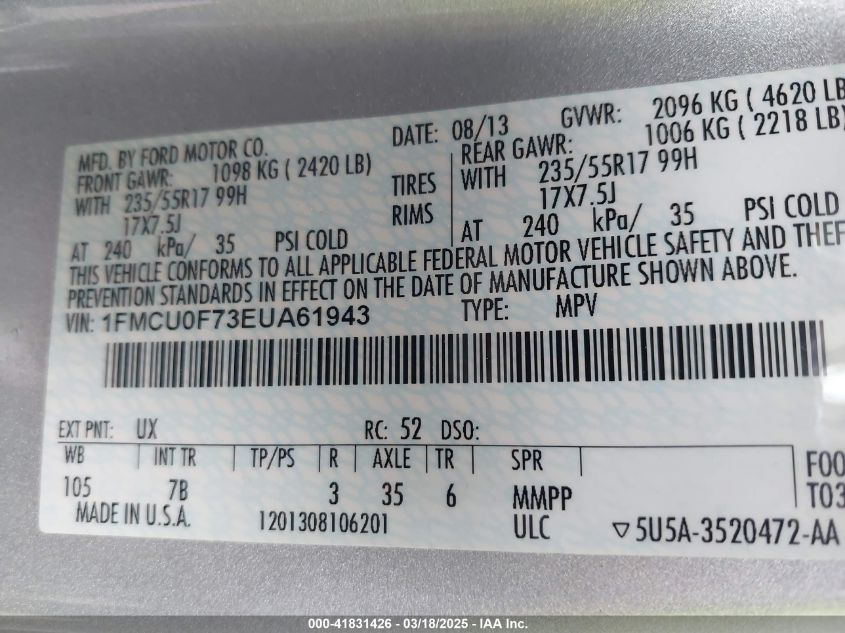 MFD. BY FORD MOTOR CO.
DATE: 08/13 GVWR: 2096 KG ( 4620 LB
FRONT GAWR: 1098 KG ( 2420 LB)
REAR GAWR: 1006 KG ( 2218 LB)
WITH 235/55R17 99H TIRES WITH 235/55R17 99H
17X7.5J RIMS 17X7.5J
AT 240 kPa/ 35 PSI COLD AT 240 kPa/ 35 PSI COLD
THIS VEHICLE CONFORMS TO ALL APPLICABLE FEDERAL MOTOR VEHICLE SAFETY AND THEF
PREVENTION STANDARDS IN EFFECT ON THE DATE OF MANUFACTURE SHOWN ABOVE.
VIN: 1FMCU0F73EUA61943 TYPE: MPV
EXT PNT: UX RC: 52 DSO:
WB INT TR TP/PS R AXLE TR SPR
105 7B 3 35 6 MMPP
F00
T03
MADE IN U.S.A. 1201308106201 ULC ▽5U5A-3520472-AA
000-41831426 - 03/18/2025 - IAA Inc.